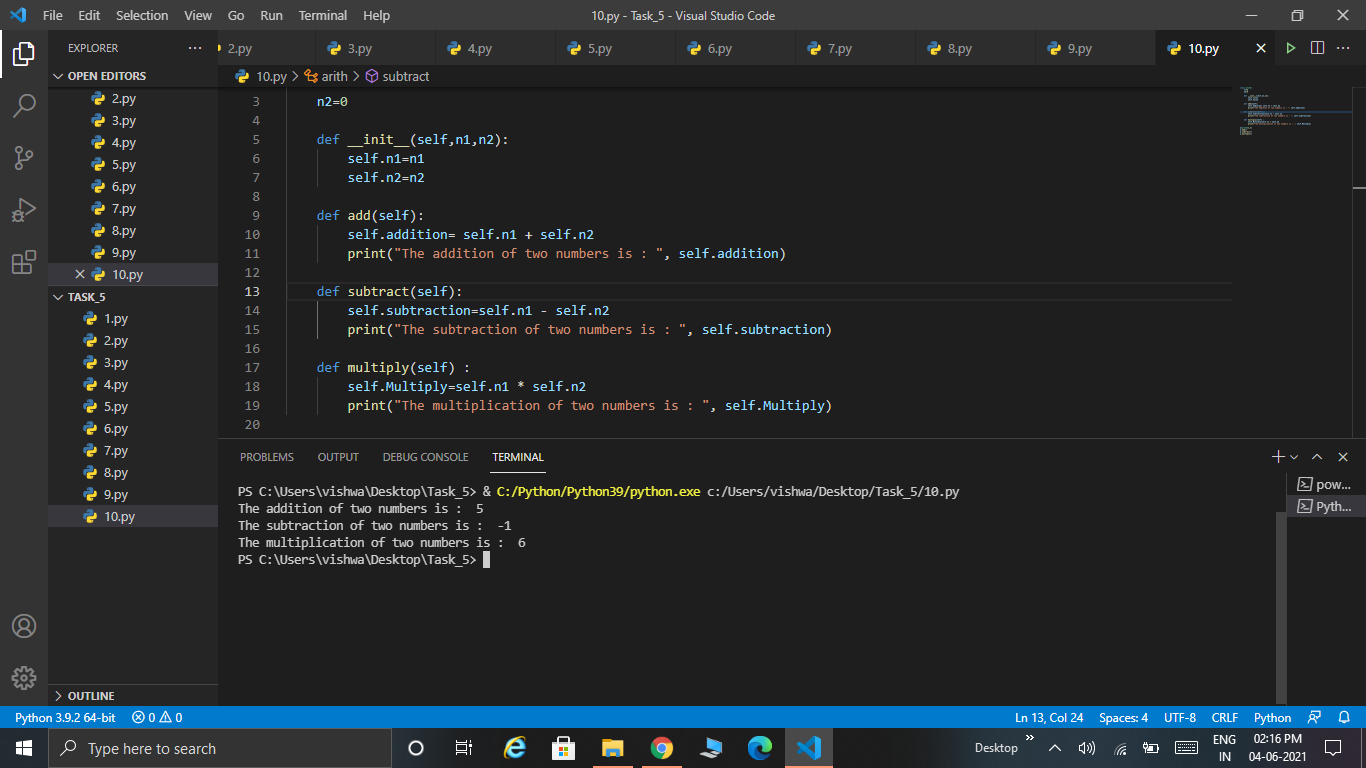 File Edit Selection View Go Run Terminal Help
10.py - Task_5 - Visual Studio Code
EXPLORER
OPEN EDITORS
2.py
3.py
4.py
5.py
6.py
7.py
8.py
9.py
10.py
TASK_5
1.py
2.py
3.py
4.py
5.py
6.py
7.py
8.py
9.py
10.py
OUTLINE
2.py 3.py 4.py 5.py 6.py 7.py 8.py 9.py 10.py
10.py > arith > subtract
3 n2=0
4
5 def __init__(self,n1,n2):
6 self.n1=n1
7 self.n2=n2
8
9 def add(self):
10 self.addition= self.n1 + self.n2
11 print("The addition of two numbers is : ", self.addition)
12
13 def subtract(self):
14 self.subtraction=self.n1 - self.n2
15 print("The subtraction of two numbers is : ", self.subtraction)
16
17 def multiply(self) :
18 self.Multiply=self.n1 * self.n2
19 print("The multiplication of two numbers is : ", self.Multiply)
20
PROBLEMS OUTPUT DEBUG CONSOLE TERMINAL
PS C:\Users\vishwa\Desktop\Task_5> & C:/Python/Python39/python.exe c:/Users/vishwa/Desktop/Task_5/10.py
The addition of two numbers is :  5
The subtraction of two numbers is :  -1
The multiplication of two numbers is :  6
PS C:\Users\vishwa\Desktop\Task_5>
pow...
Pyth...
Python 3.9.2 64-bit 0 0 Ln 13, Col 24 Spaces: 4 UTF-8 CRLF Python
Type here to search
Desktop
ENG
IN
02:16 PM
04-06-2021